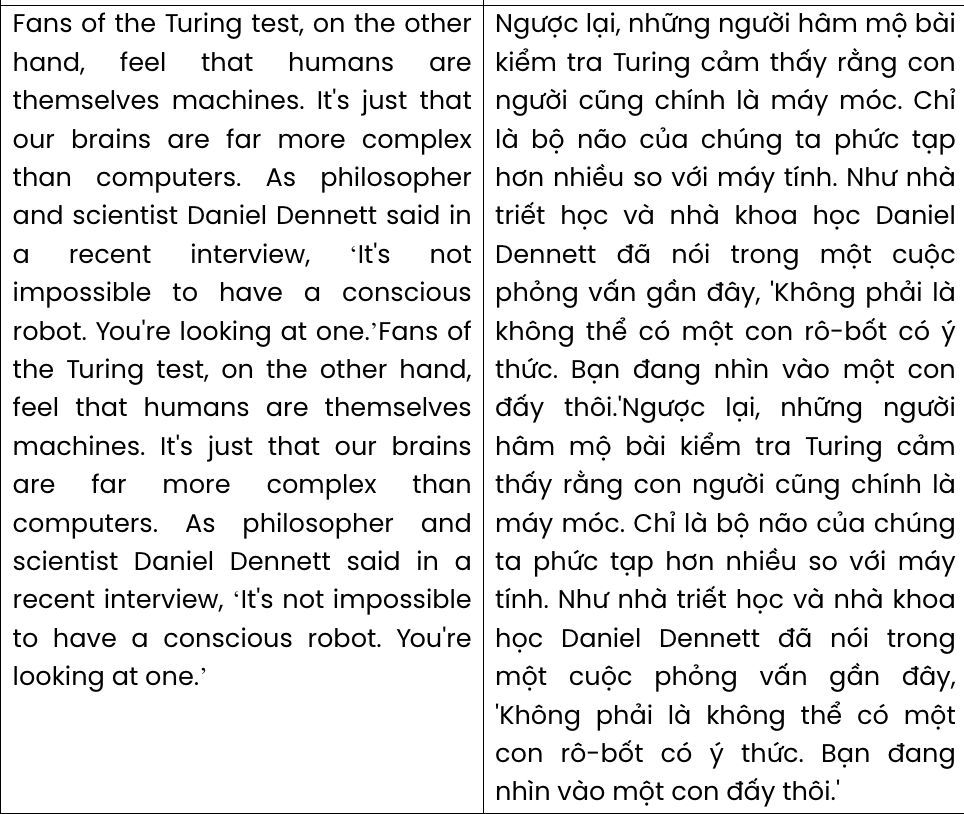 Fans of the Turing test, on the other
hand, feel that humans are
themselves machines. It's just that
our brains are far more complex
than computers. As philosopher
and scientist Daniel Dennett said in
a recent interview, ‘It's not
impossible to have a conscious
robot. You're looking at one.’Fans of
the Turing test, on the other hand,
feel that humans are themselves
machines. It's just that our brains
are far more complex than
computers. As philosopher and
scientist Daniel Dennett said in a
recent interview, ‘It's not impossible
to have a conscious robot. You're
looking at one.’
Ngược lại, những người hâm mộ bài
kiểm tra Turing cảm thấy rằng con
người cũng chính là máy móc. Chỉ
là bộ não của chúng ta phức tạp
hơn nhiều so với máy tính. Như nhà
triết học và nhà khoa học Daniel
Dennett đã nói trong một cuộc
phỏng vấn gần đây, 'Không phải là
không thể có một con rô-bốt có ý
thức. Bạn đang nhìn vào một con
đấy thôi.'Ngược lại, những người
hâm mộ bài kiểm tra Turing cảm
thấy rằng con người cũng chính là
máy móc. Chỉ là bộ não của chúng
ta phức tạp hơn nhiều so với máy
tính. Như nhà triết học và nhà khoa
học Daniel Dennett đã nói trong
một cuộc phỏng vấn gần đây,
'Không phải là không thể có một
con rô-bốt có ý thức. Bạn đang
nhìn vào một con đấy thôi.'